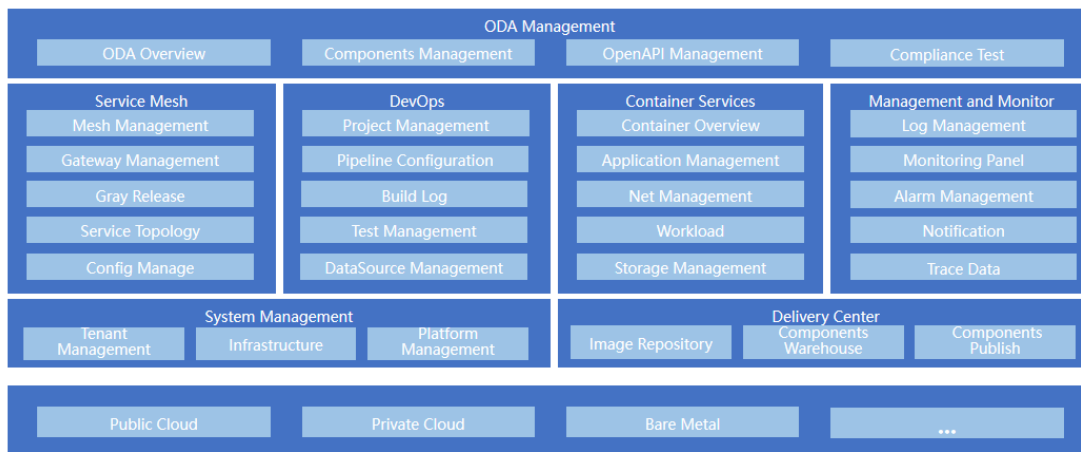 ODA Management
ODA Overview
Components Management
OpenAPI Management
Compliance Test
Service Mesh
Mesh Management
Gateway Management
Gray Release
Service Topology
Config Manage
DevOps
Project Management
Pipeline Configuration
Build Log
Test Management
DataSource Management
Container Services
Container Overview
Application Management
Net Management
Workload
Storage Management
Management and Monitor
Log Management
Monitoring Panel
Alarm Management
Notification
Trace Data
System Management
Tenant
Management
Infrastructure
Platform
Management
Delivery Center
Image Repository
Components
Warehouse
Components
Publish
Public Cloud
Private Cloud
Bare Metal
...